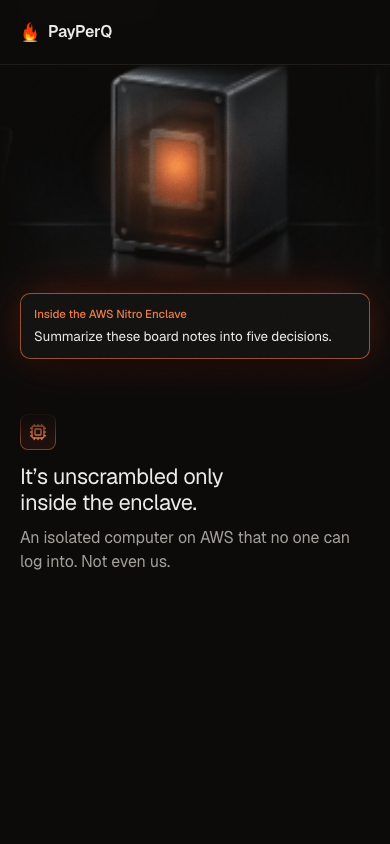 PayPerQ
Inside the AWS Nitro Enclave
Summarize these board notes into five decisions.
It’s unscrambled only
inside the enclave.
An isolated computer on AWS that no one can
log into. Not even us.